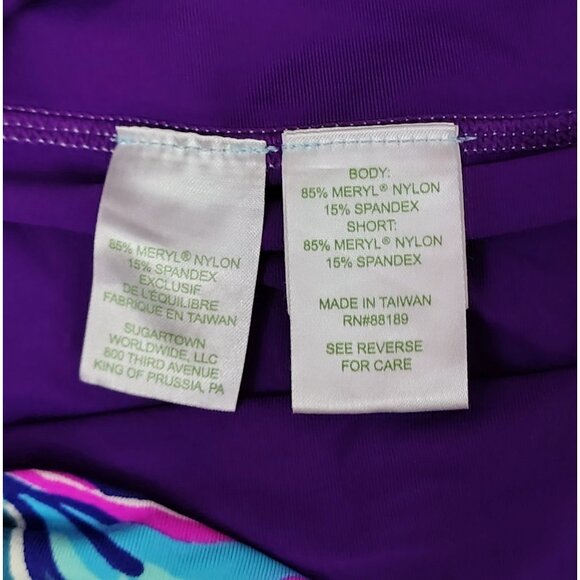 85% MERYL® NYLON
15% SPANDEX
EXCLUSIF
DE L'ÉQUILIBRE
FABRIQUE EN TAIWAN
SUGARTOWN
WORLDWIDE, LLC
800 THIRD AVENUE
KING OF PRUSSIA, PA
BODY:
85% MERYL® NYLON
15% SPANDEX
SHORT:
85% MERYL® NYLON
15% SPANDEX
MADE IN TAIWAN
RN#88189
SEE REVERSE
FOR CARE